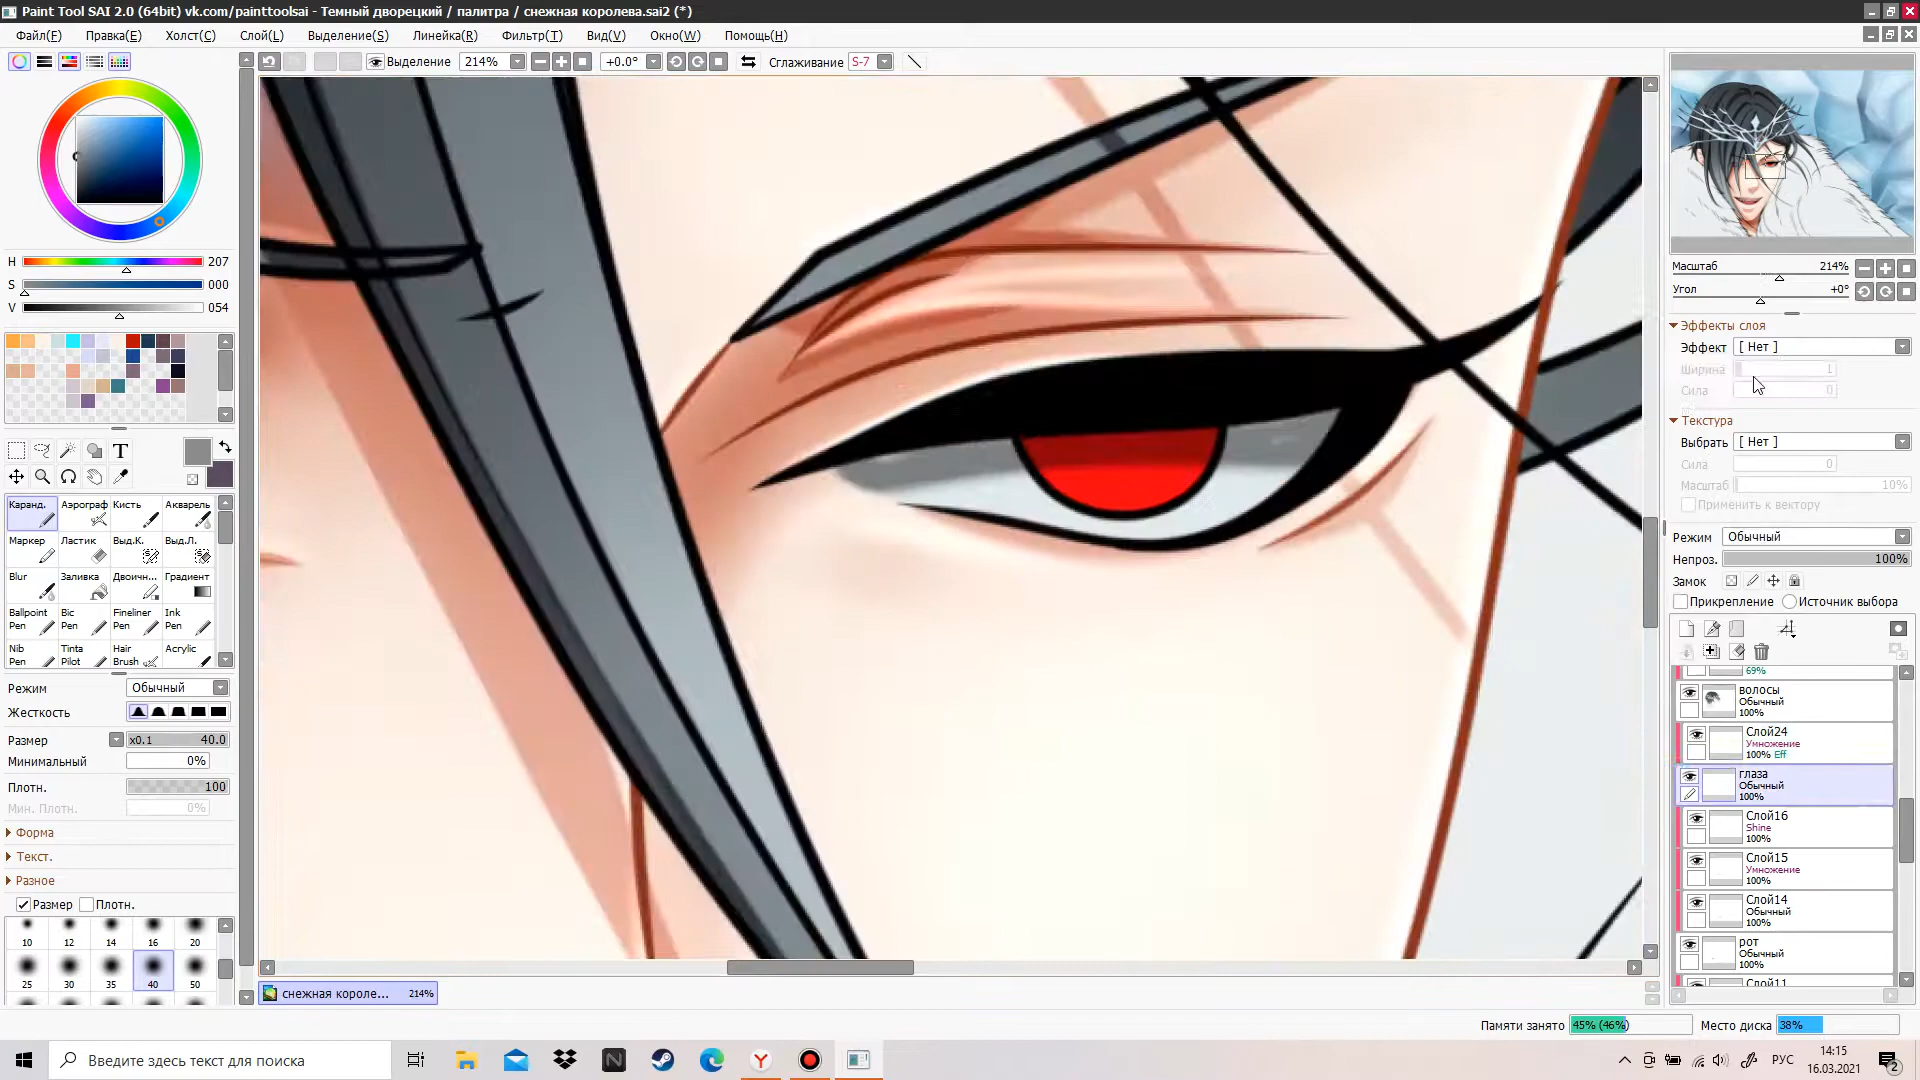 Paint Tool SAI 2.0 (64bit) vk.com/painttoolsai - Темный дворецкий / палитра / снежная королева.sai2 (*)
Файл(F) Правка(E) Холст(C) Слой(L) Выделение(S) Линейка(R) Фильтр(T) Вид(V) Окно(W) Помощь(H)
Выделение 214% +0.0° Сглаживание S-7
H 207
S 000
V 054
T
Каранд. Аэрограф Кисть Акварель
Маркер Ластик Выд.К. Выд.Л.
Blur Заливка Двоичн... Градиент
Ballpoint Pen Bic Pen Fineliner Pen Ink Pen
Nib Pen Tinta Pilot Hair Brush Acrylic
Режим Обычный
Жесткость
Размер x0.1 40.0
Минимальный 0%
Плотн. 100
Мин. Плотн. 0%
Форма
Текст.
Разное
Размер Плотн.
10 12 14 16 20
25 30 35 40 50
снежная короле... 214%
Масштаб 214%
Угол +0°
Эффекты слоя
Эффект [ Нет ]
Ширина 1
Сила 0
Текстура
Выбрать [ Нет ]
Сила 0
Масштаб 10%
Применить к вектору
Режим Обычный
Непроз. 100%
Замок
Прикрепление Источник выбора
69%
волосы
Обычный
100%
Слой24
Умножение
100% Eff
глаза
Обычный
100%
Слой16
Shine
100%
Слой15
Умножение
100%
Слой14
Обычный
100%
рот
Обычный
100%
Слой11
Памяти занято 45% (46%) Место диска 38%
Введите здесь текст для поиска
РУС
14:15
16.03.2021
2